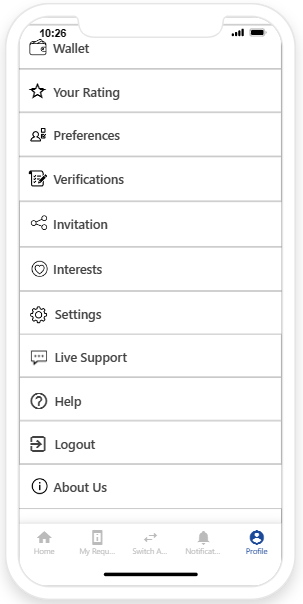 10:26
Wallet
Your Rating
Preferences
Verifications
Invitation
Interests
Settings
Live Support
Help
Logout
About Us
Home My Requ... Switch A... Notificat... Profile